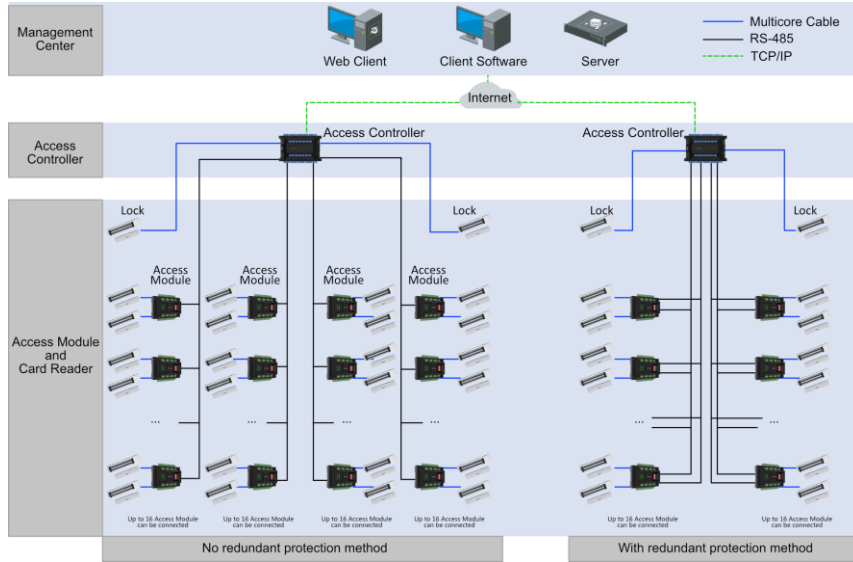 Management
Center
Web Client
Client Software
Server
Multicore Cable
RS-485
TCP/IP
Internet
Access
Controller
Access Controller
Access Controller
Access Module
and
Card Reader
Lock
Lock
Lock
Lock
Access
Module
Access
Module
Access
Module
Access
Module
...
...
...
...
...
...
Up to 16 Access Module
can be connected
Up to 16 Access Module
can be connected
Up to 16 Access Module
can be connected
Up to 16 Access Module
can be connected
Up to 16 Access Module
can be connected
Up to 16 Access Module
can be connected
No redundant protection method
With redundant protection method